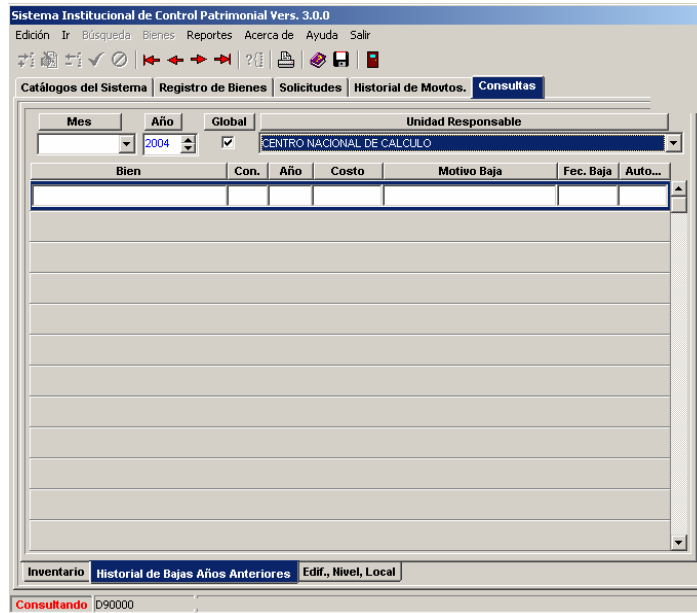 Sistema Institucional de Control Patrimonial Vers. 3.0.0
Edición Ir Búsqueda Bienes Reportes Acerca de Ayuda Salir
Catálogos del Sistema Registro de Bienes Solicitudes Historial de Movtos. Consultas
Mes Año Global Unidad Responsable
2004 CENTRO NACIONAL DE CALCULO
Bien Con. Año Costo Motivo Baja Fec. Baja Auto...
Inventario Historial de Bajas Años Anteriores Edif., Nivel, Local
Consultando D90000